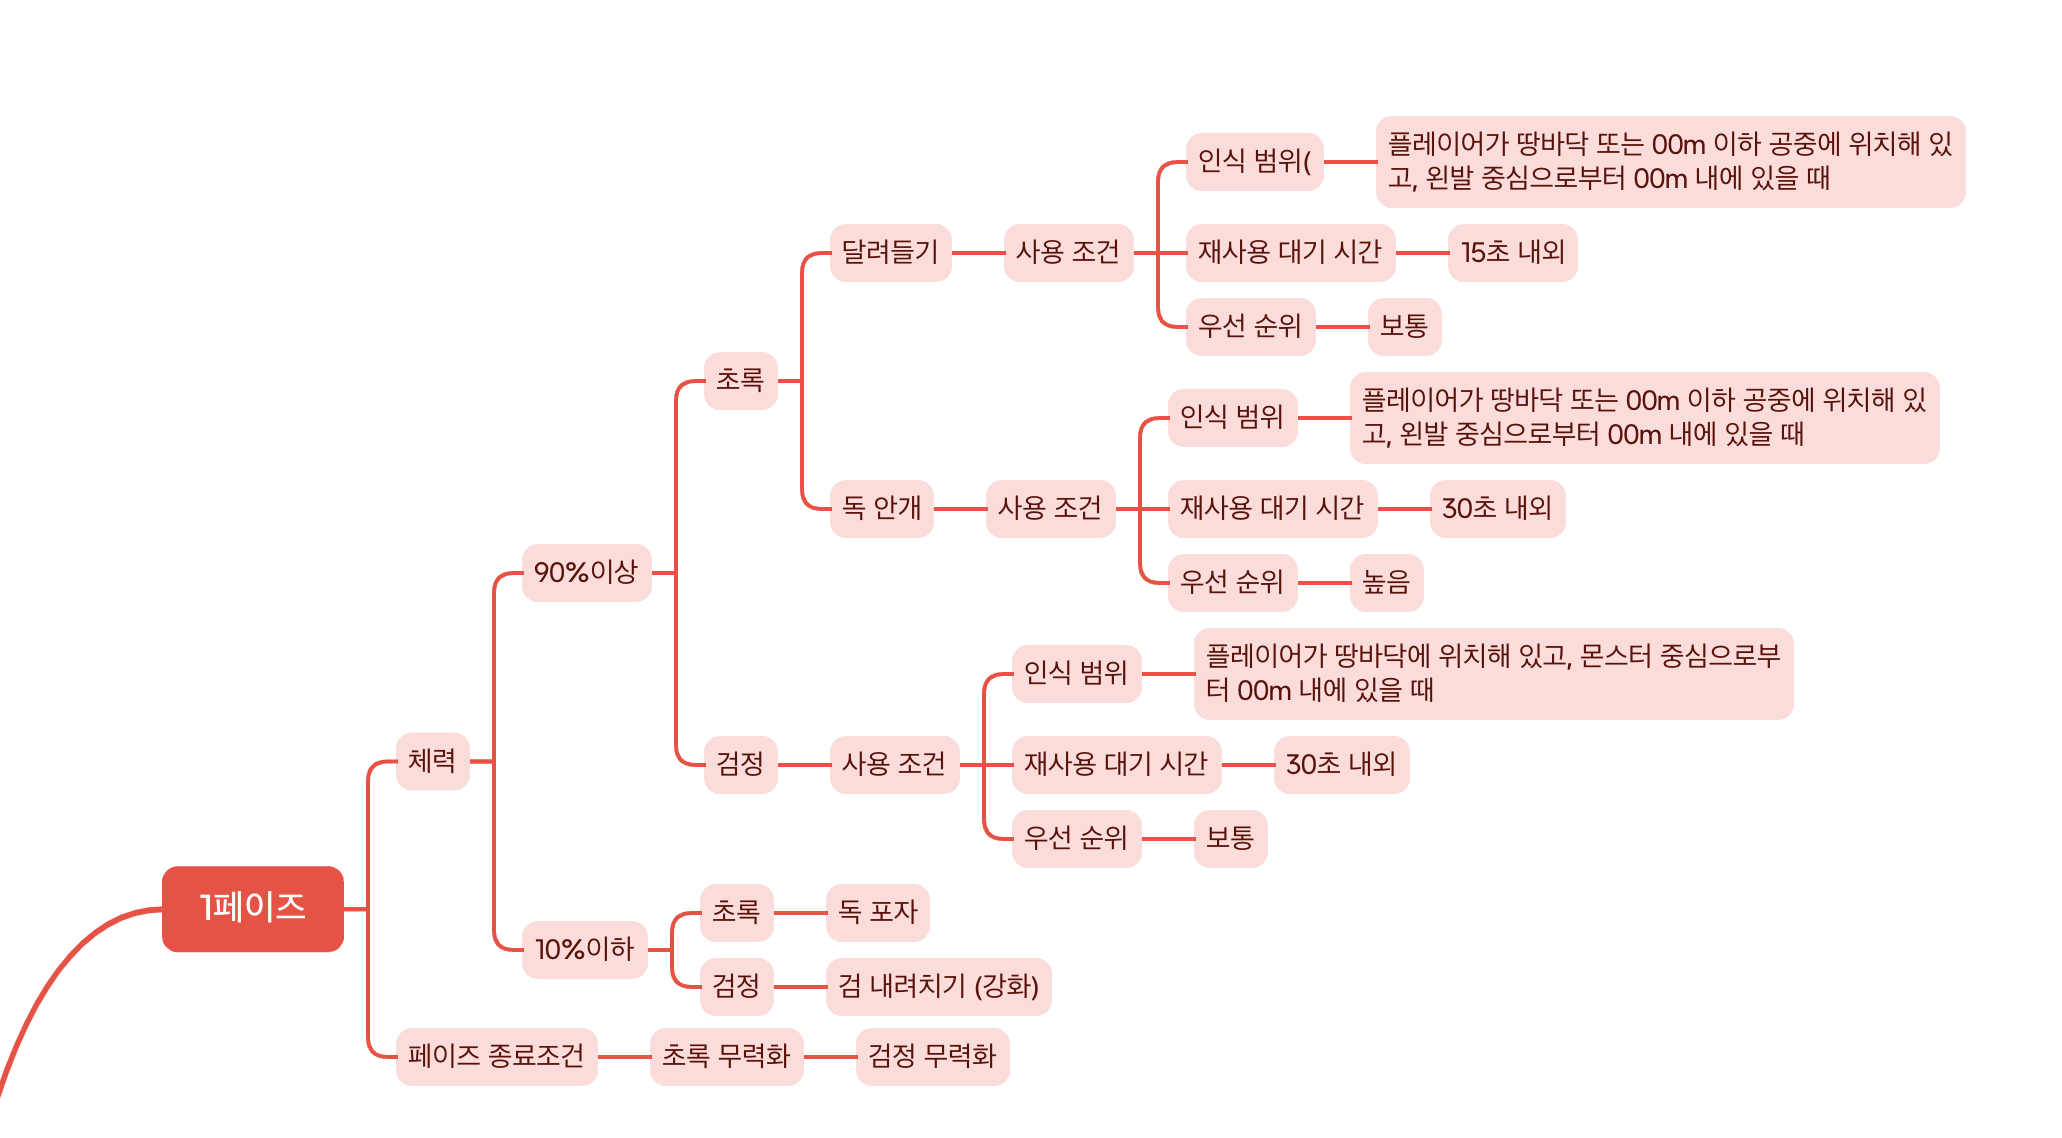 1페이즈
체력
90%이상
초록
달려들기
사용 조건
인식 범위(
플레이어가 땅바닥 또는 00m 이하 공중에 위치해 있
고, 왼발 중심으로부터 00m 내에 있을 때
재사용 대기 시간
15초 내외
우선 순위
보통
독 안개
사용 조건
인식 범위
플레이어가 땅바닥 또는 00m 이하 공중에 위치해 있
고, 왼발 중심으로부터 00m 내에 있을 때
재사용 대기 시간
30초 내외
우선 순위
높음
검정
사용 조건
인식 범위
플레이어가 땅바닥에 위치해 있고, 몬스터 중심으로부
터 00m 내에 있을 때
재사용 대기 시간
30초 내외
우선 순위
보통
10%이하
초록
독 포자
검정
검 내려치기 (강화)
페이즈 종료조건
초록 무력화
검정 무력화